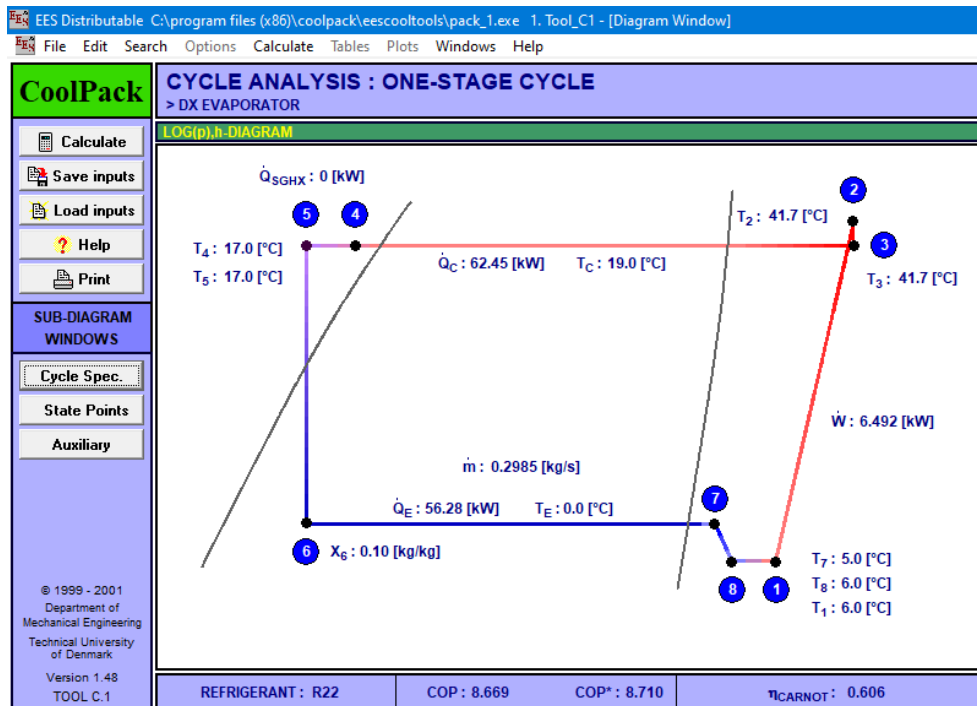 EES Distributable C:\program files (x86)\coolpack\eescooltools\pack_1.exe 1. Tool_C1 - [Diagram Window]
File Edit Search Options Calculate Tables Plots Windows Help
CoolPack
CYCLE ANALYSIS : ONE-STAGE CYCLE
> DX EVAPORATOR
LOG(p),h-DIAGRAM
Calculate
Save inputs
Load inputs
Help
Print
SUB-DIAGRAM
WINDOWS
Cycle Spec.
State Points
Auxiliary
© 1999 - 2001
Department of
Mechanical Engineering
Technical University
of Denmark
Version 1.48
TOOL C.1
Q̇SGHX : 0 [kW]
5 4
2
T2 : 41.7 [°C]
3
T4 : 17.0 [°C]
T5 : 17.0 [°C]
Q̇C : 62.45 [kW] TC : 19.0 [°C]
T3 : 41.7 [°C]
Ẇ : 6.492 [kW]
ṁ : 0.2985 [kg/s]
7
Q̇E : 56.28 [kW] TE : 0.0 [°C]
6 X6 : 0.10 [kg/kg]
8 1
T7 : 5.0 [°C]
T8 : 6.0 [°C]
T1 : 6.0 [°C]
REFRIGERANT : R22 COP : 8.669 COP* : 8.710 ηCARNOT : 0.606